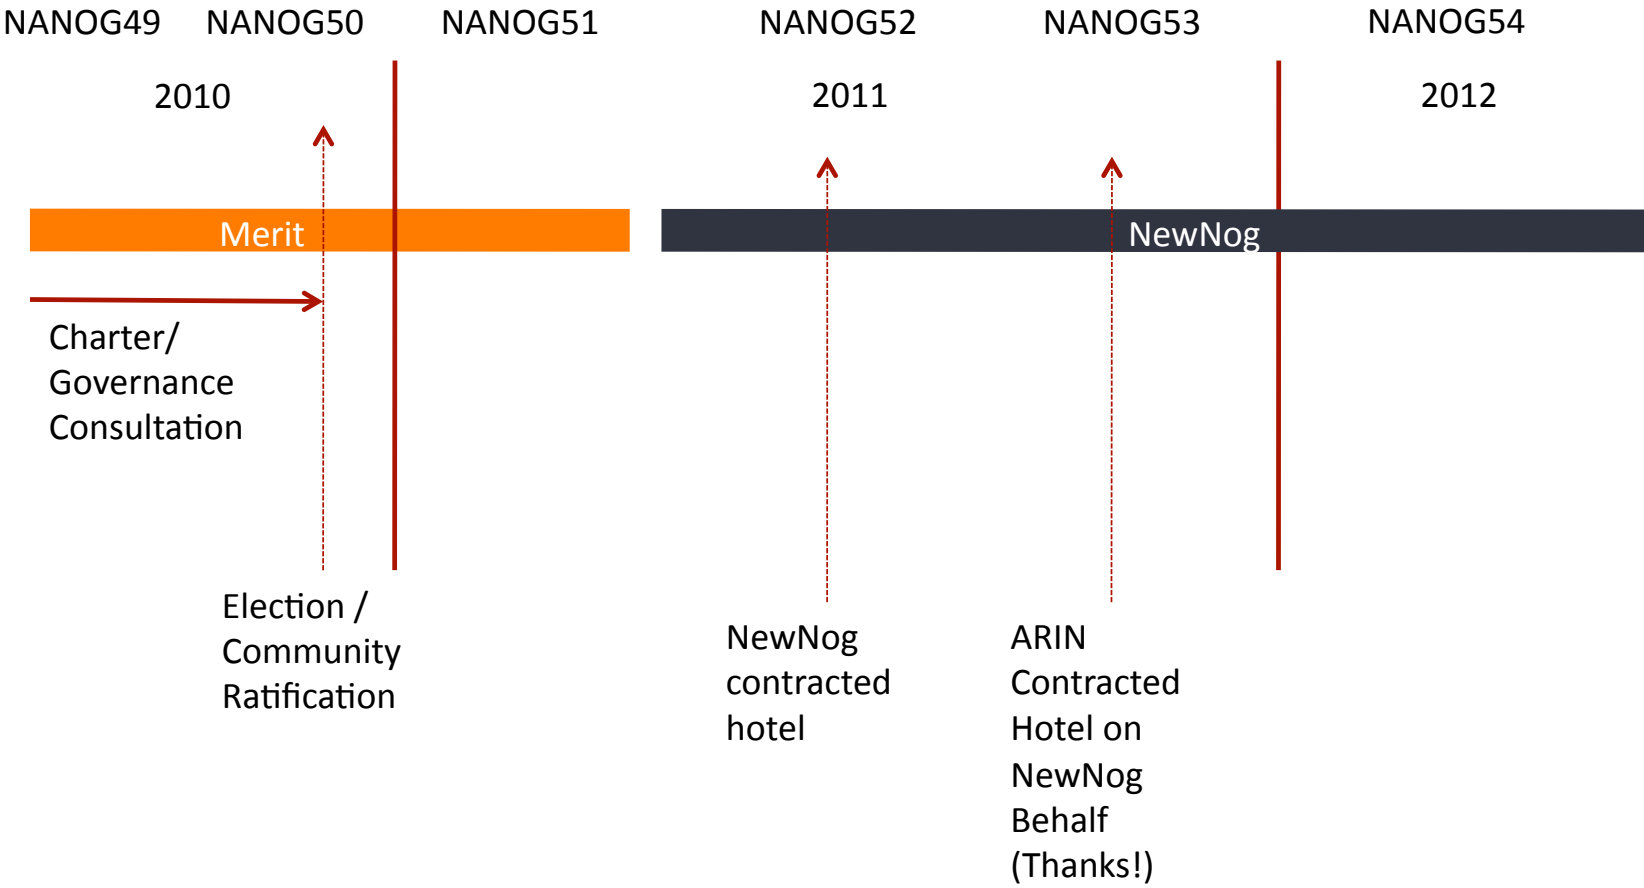 NANOG49 NANOG50 NANOG51 NANOG52 NANOG53 NANOG54
2010 2011 2012
Merit NewNog
Charter/
Governance
Consultation
Election /
Community
Ratification
NewNog
contracted
hotel
ARIN
Contracted
Hotel on
NewNog
Behalf
(Thanks!)